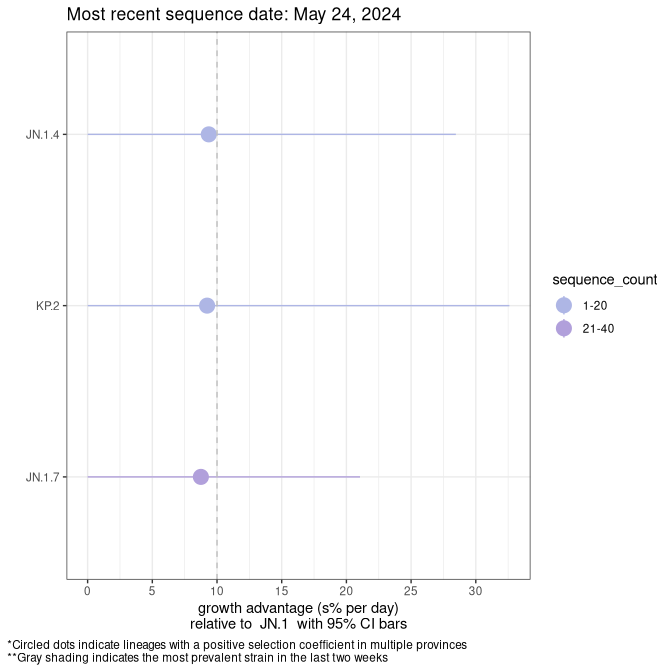 Most recent sequence date: May 24, 2024
JN.1.4
KP.2
JN.1.7
0 5 10 15 20 25 30
growth advantage (s% per day)
relative to JN.1 with 95% CI bars
sequence_count
1-20
21-40
*Circled dots indicate lineages with a positive selection coefficient in multiple provinces
**Gray shading indicates the most prevalent strain in the last two weeks